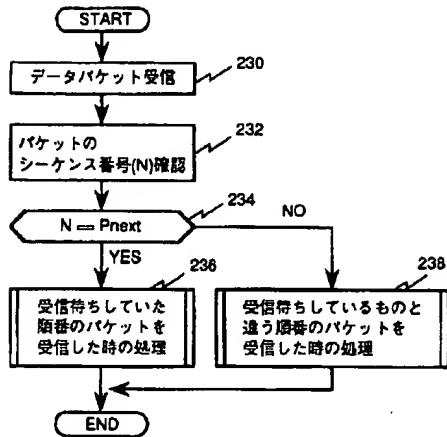 START
データパケット受信
230
パケットの
シーケンス番号(N)確認
232
N == Pnext
234
NO
YES
236
受信待ちしていた
順番のパケットを
受信した時の処理
238
受信待ちしているものと
違う順番のパケットを
受信した時の処理
END